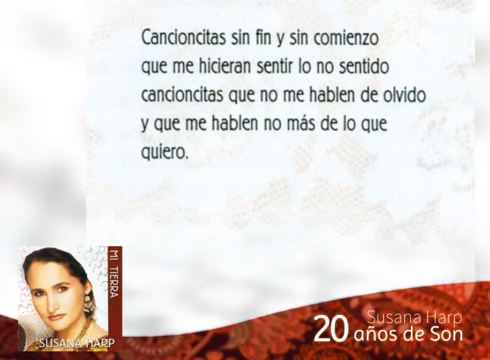 Cancioncitas sin fin y sin comienzo
que me hicieran sentir lo no sentido
cancioncitas que no me hablen de olvido
y que me hablen no más de lo que
quiero.
MI TIERRA
SUSANA HARP
Susana Harp
20 años de Son